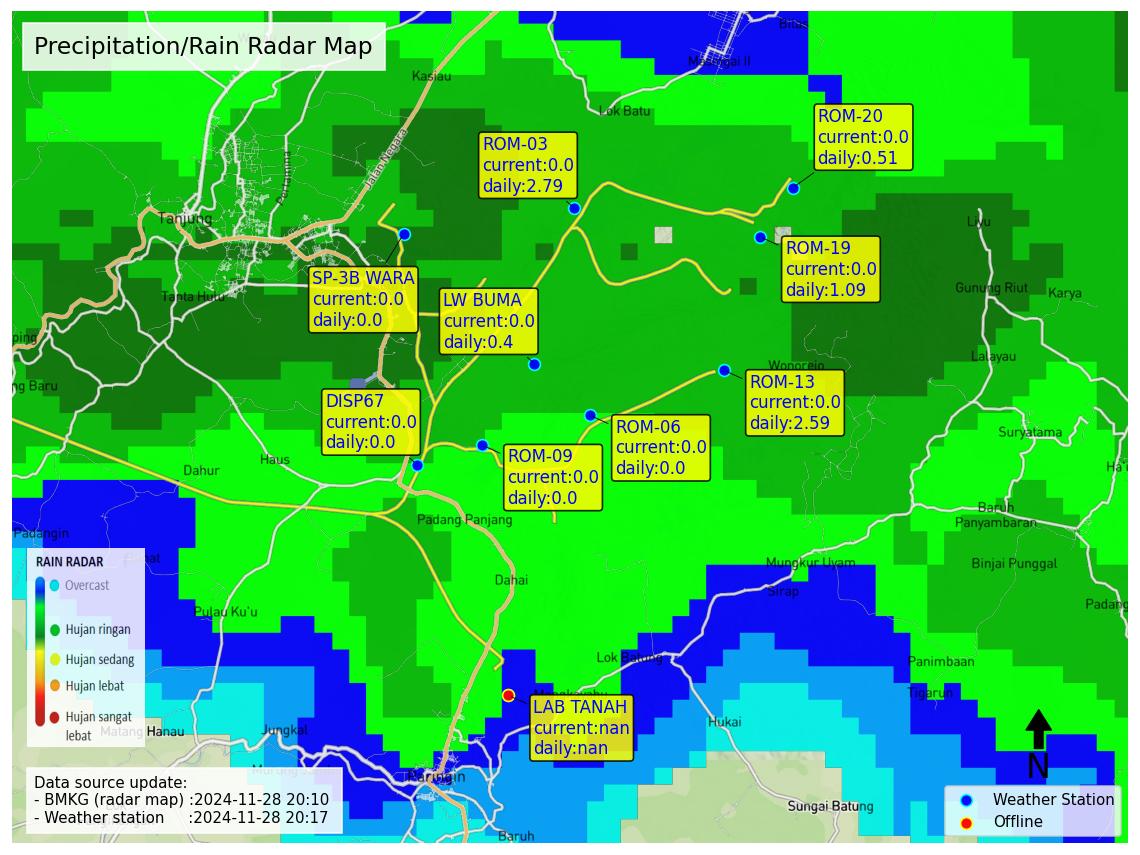 Bilas
Precipitation/Rain Radar Map
Masingai II
Kasiau
Lok Batu
ROM-20
current:0.0
daily:0.51
ROM-03
current:0.0
daily:2.79
Jalan Negara
Pertamina
Tanjung
Liyu
ROM-19
current:0.0
daily:1.09
SP-3B WARA
current:0.0
daily:0.0
LW BUMA
current:0.0
daily:0.4
Tanta Hulu
Gunung Riut
Karya
ping
Lalayau
Wonorejo
ng Baru
ROM-13
current:0.0
daily:2.59
DISP67
current:0.0
daily:0.0
ROM-06
current:0.0
daily:0.0
Suryatama
ROM-09
current:0.0
daily:0.0
Haus
Dahur
Ha
Baruh
Panyambaran
Padang Panjang
Padangin
Mungkur Uyam
Binjai Punggal
Dahai
Sirap
Padang
Pulau Ku`u
RAIN RADAR
Overcast
Hujan ringan
Hujan sedang
Hujan lebat
Hujan sangat
lebat
Lok Batung
Panimbaan
Tigarun
LAB TANAH
current:nan
daily:nan
Hukai
Matang Hanau
Jungkal
N
Paringin
Data source update:
- BMKG (radar map) :2024-11-28 20:10
- Weather station :2024-11-28 20:17
Sungai Batung
Baruh
Weather Station
Offline